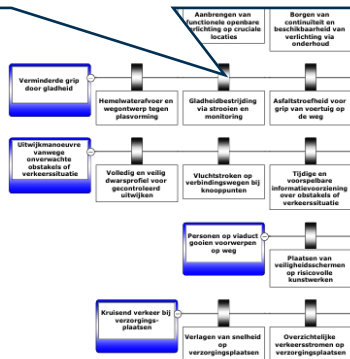 Aanbrengen van
functionele openbare
verlichting op cruciale
locaties
Borgen van
continuïteit en
beschikbaarheid van
verlichting via
onderhoud
Verminderde grip
door gladheid
Hemelwaterafvoer en
wegontwerp tegen
plasvorming
Gladheidbestrijding
via strooien en
monitoring
Asfaltstroefheid voor
grip van voertuig op
de weg
Uitwijkmanoeuvre
vanwege
onverwachte
obstakels of
verkeerssituatie
Volledig en veilig
dwarsprofiel voor
gecontroleerd
uitwijken
Vluchtstroken op
verbindingswegen bij
knooppunten
Tijdige en
voorspelbare
informatievoorziening
over obstakels of
verkeerssituatie
Personen op viaduct
gooien voorwerpen
op weg
Plaatsen van
veiligheidsschermen
op risicovolle
kunstwerken
Kruisend verkeer bij
verzorgings-
plaatsen
Verlagen van snelheid
op
verzorgingsplaatsen
Overzichtelijke
verkeersstromen op
verzorgingsplaatsen